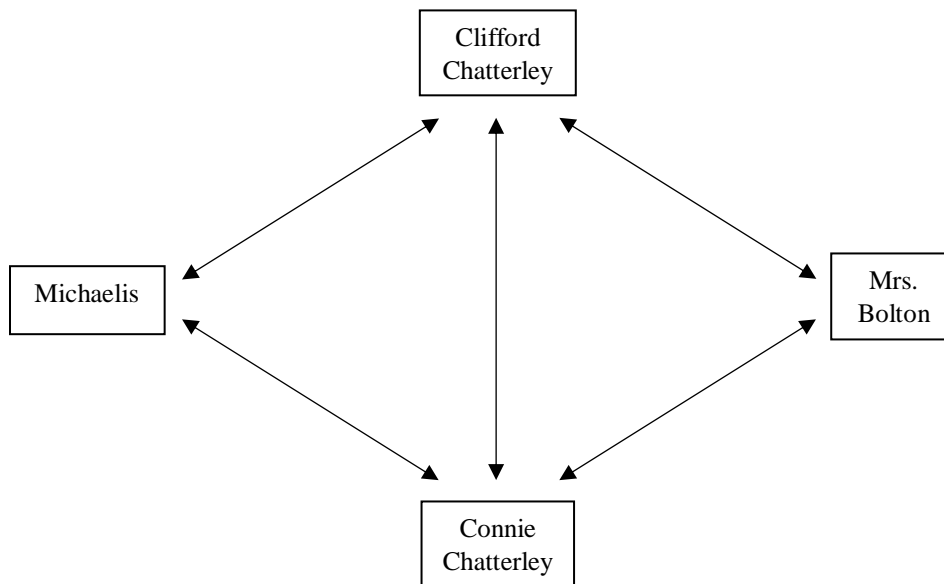 Clifford
Chatterley
Michaelis
Mrs.
Bolton
Connie
Chatterley